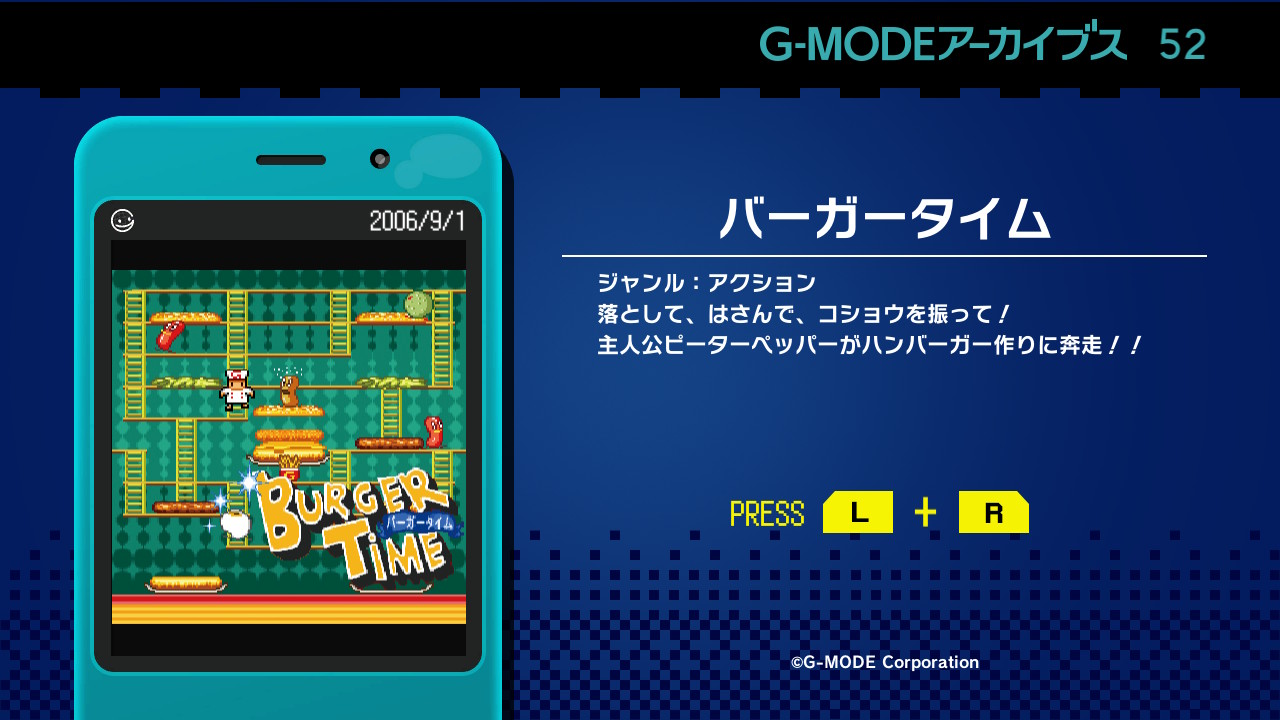 G-MODEアーカイブス 52
2006/9/1
BURGER
バーガータイム
TIME
バーガータイム
ジャンル：アクション
落として、はさんで、コショウを振って！
主人公ピーターペッパーがハンバーガー作りに奔走！！
PRESS L + R
©G-MODE Corporation